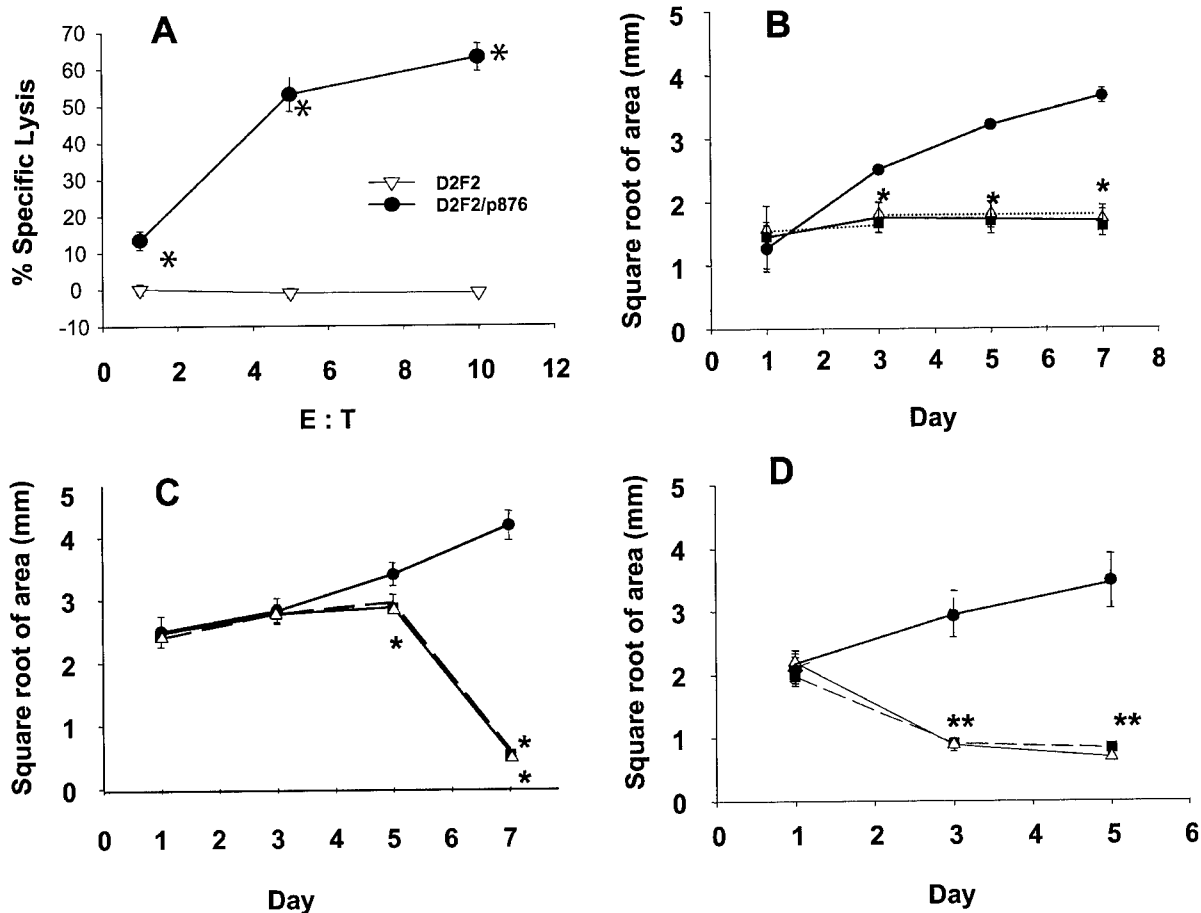 A
% Specific Lysis
70
60
50
40
30
20
10
0
-10
*
*
*
D2F2
D2F2/p876
0 2 4 6 8 10 12
E : T
B
Square root of area (mm)
5
4
3
2
1
0
* * *
0 1 2 3 4 5 6 7 8
Day
C
Square root of area (mm)
5
4
3
2
1
0
*
*
*
0 1 2 3 4 5 6 7
Day
D
Square root of area (mm)
5
4
3
2
1
0
** **
0 1 2 3 4 5 6
Day